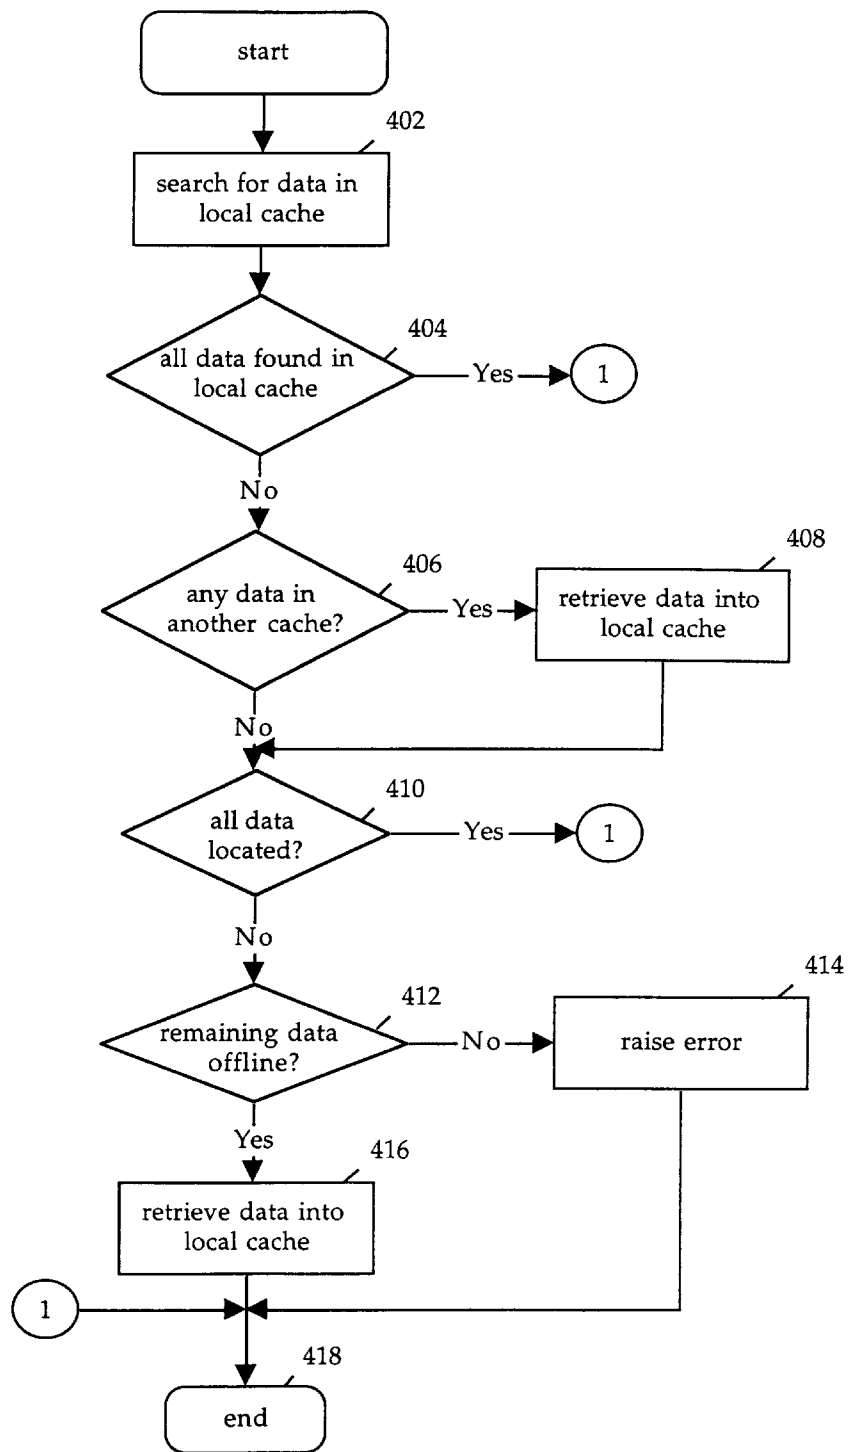 start
402
search for data in
local cache
404
all data found in
local cache
Yes
1
No
406
any data in
another cache?
Yes
408
retrieve data into
local cache
No
410
all data
located?
Yes
1
No
412
remaining data
offline?
No
414
raise error
Yes
416
retrieve data into
local cache
1
418
end